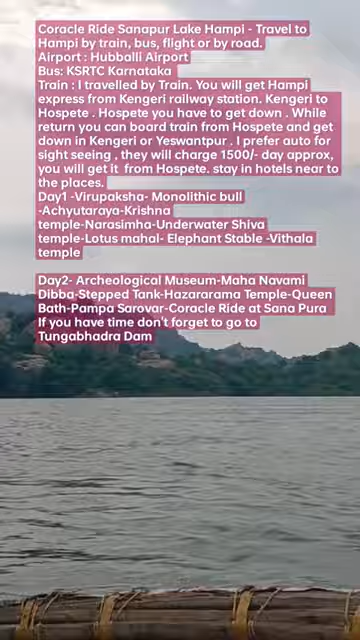 Coracle Ride Sanapur Lake Hampi - Travel to
Hampi by train, bus, flight or by road.
Airport : Hubballi Airport
Bus: KSRTC Karnataka
Train : I travelled by Train. You will get Hampi
express from Kengeri railway station. Kengeri to
Hospete . Hospete you have to get down . While
return you can board train from Hospete and get
down in Kengeri or Yeswantpur . I prefer auto for
sight seeing , they will charge 1500/- day approx,
you will get it from Hospete. stay in hotels near to
the places.
Day1 -Virupaksha- Monolithic bull
-Achyutaraya-Krishna
temple-Narasimha-Underwater Shiva
temple-Lotus mahal- Elephant Stable -Vithala
temple
Day2- Archeological Museum-Maha Navami
Dibba-Stepped Tank-Hazararama Temple-Queen
Bath-Pampa Sarovar-Coracle Ride at Sana Pura
If you have time don't forget to go to
Tungabhadra Dam